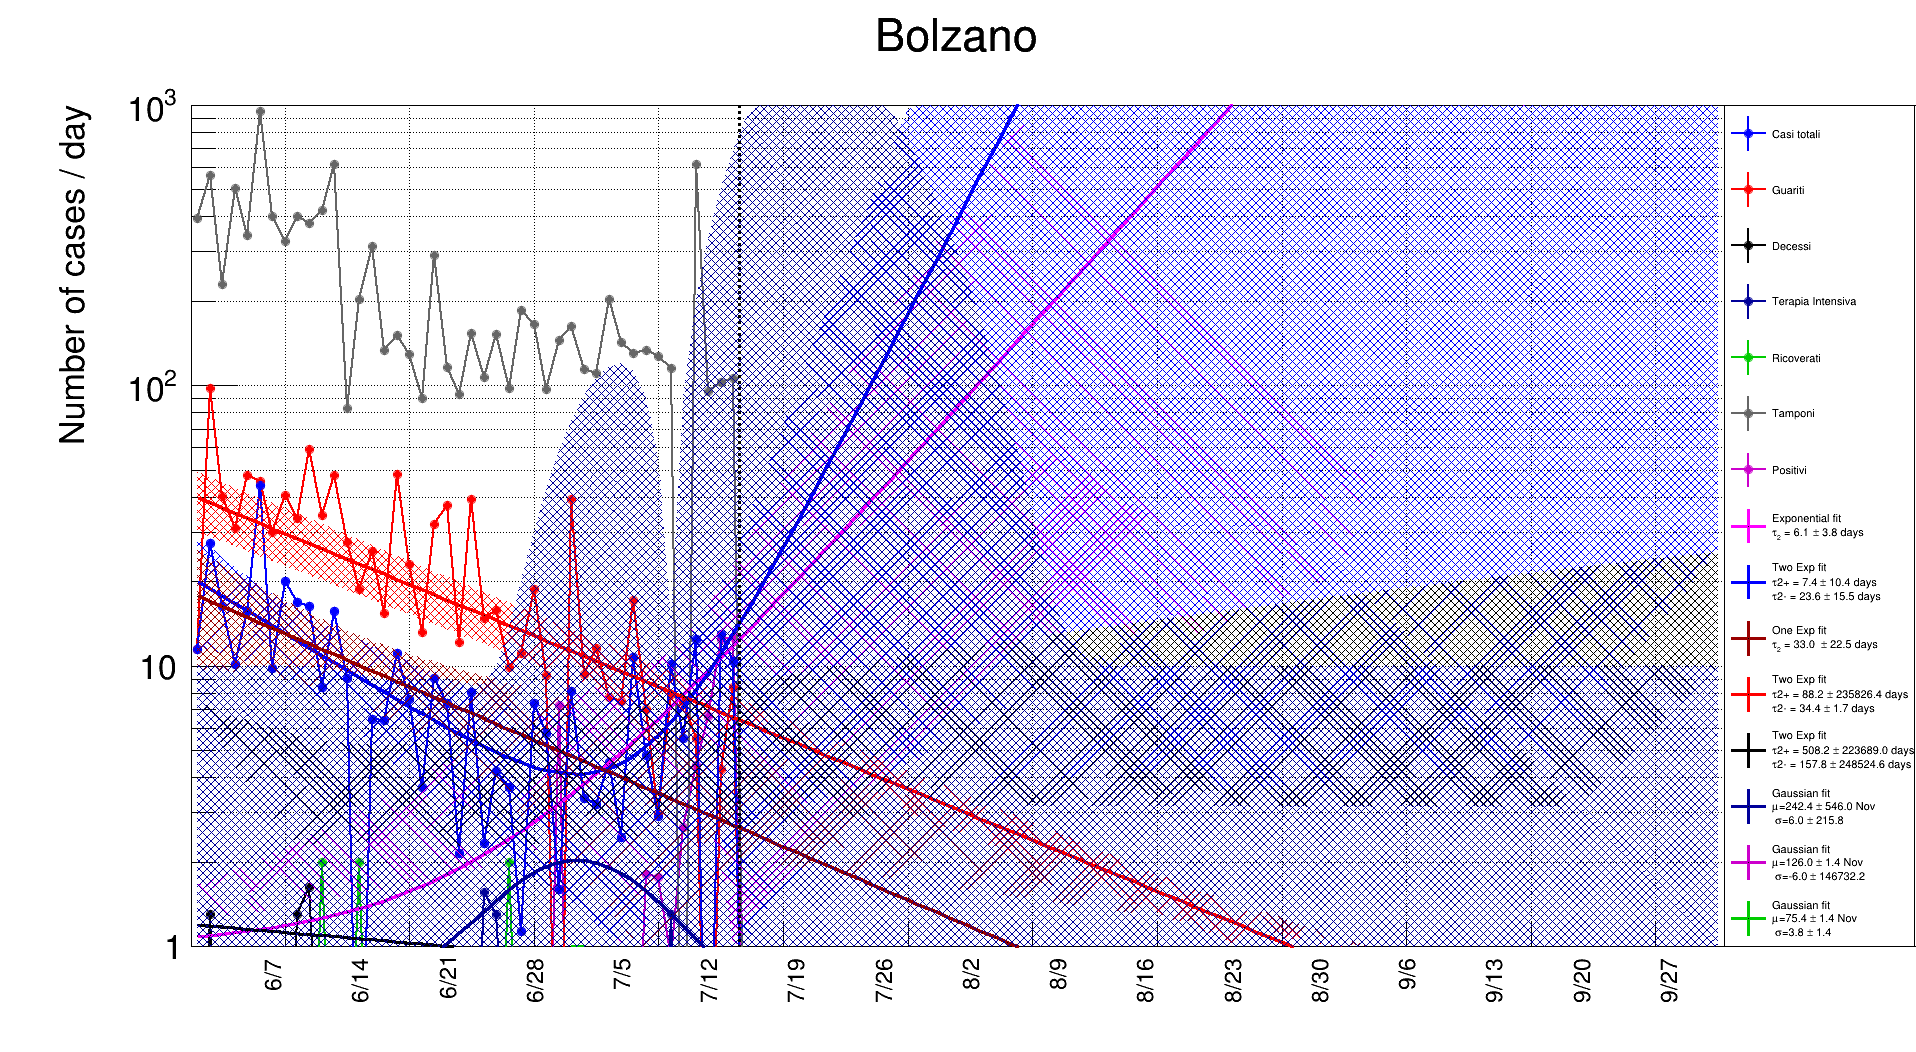 Bolzano
Number of cases / day
10³
10²
10
1
6/7
6/14
6/21
6/28
7/5
7/12
7/19
7/26
8/2
8/9
8/16
8/23
8/30
9/6
9/13
9/20
9/27
Casi totali
Guariti
Decessi
Terapia Intensiva
Ricoverati
Tamponi
Positivi
Exponential fit
τ₂ = 6.1 ± 3.8 days
Two Exp fit
τ2+ = 7.4 ± 10.4 days
τ2- = 23.6 ± 15.5 days
One Exp fit
τ₂ = 33.0 ± 22.5 days
Two Exp fit
τ2+ = 88.2 ± 235826.4 days
τ2- = 34.4 ± 1.7 days
Two Exp fit
τ2+ = 508.2 ± 223689.0 days
τ2- = 157.8 ± 248524.6 days
Gaussian fit
μ=242.4 ± 546.0 Nov
σ=6.0 ± 215.8
Gaussian fit
μ=126.0 ± 1.4 Nov
σ=-6.0 ± 146732.2
Gaussian fit
μ=75.4 ± 1.4 Nov
σ=3.8 ± 1.4